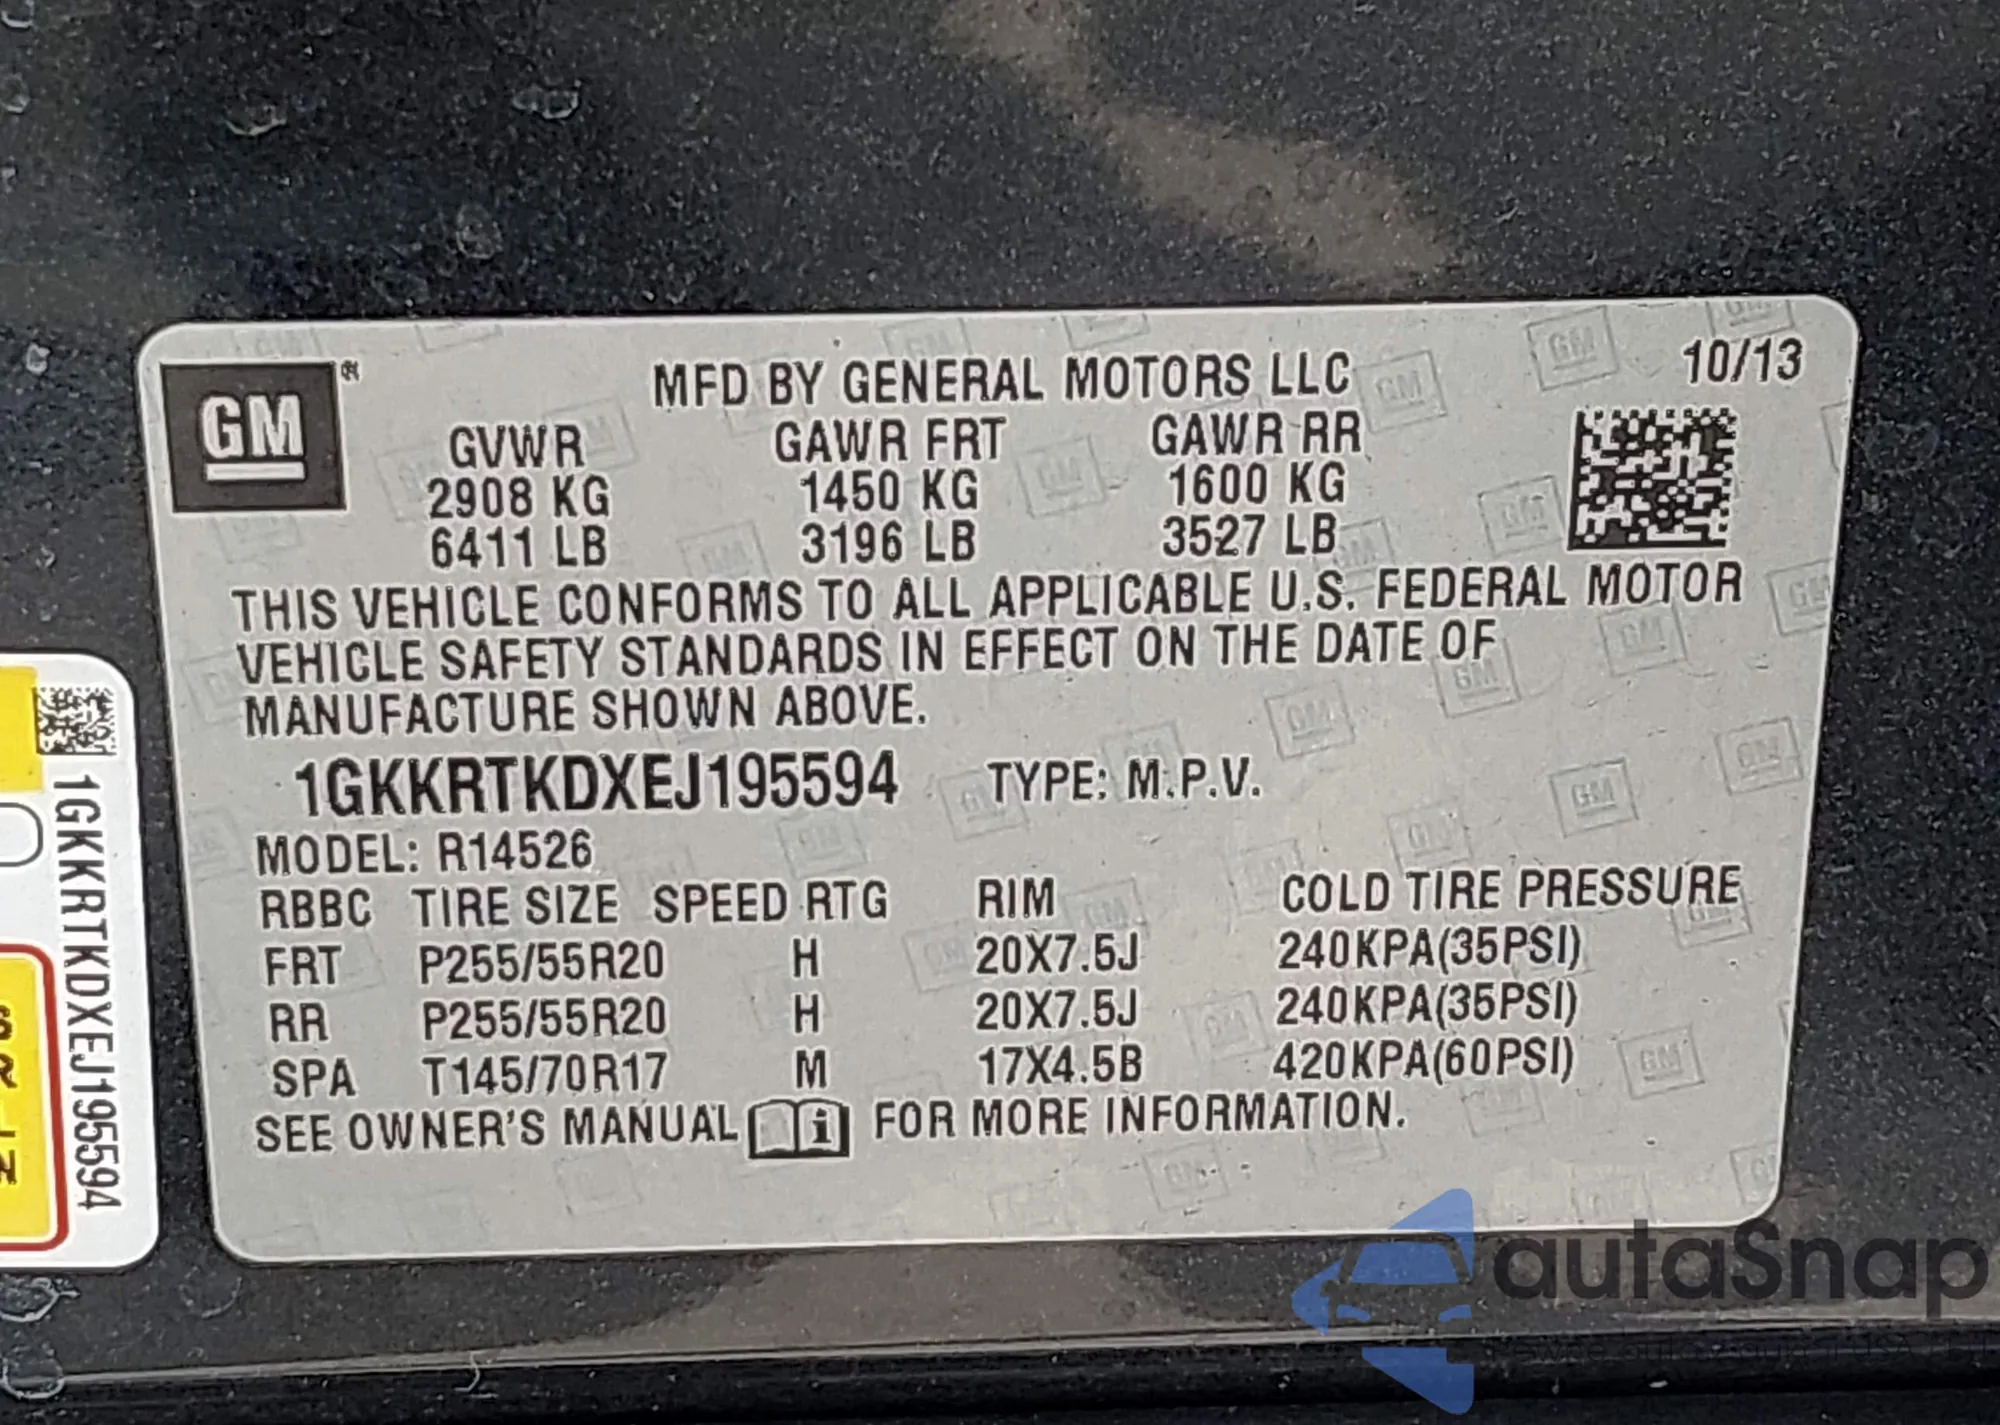 GM®
MFD BY GENERAL MOTORS LLC
10/13
GVWR GAWR FRT GAWR RR
2908 KG 1450 KG 1600 KG
6411 LB 3196 LB 3527 LB
THIS VEHICLE CONFORMS TO ALL APPLICABLE U.S. FEDERAL MOTOR
VEHICLE SAFETY STANDARDS IN EFFECT ON THE DATE OF
MANUFACTURE SHOWN ABOVE.
1GKKRTKDXEJ195594 TYPE: M.P.V.
MODEL: R14526
RBBC TIRE SIZE SPEED RTG RIM COLD TIRE PRESSURE
FRT P255/55R20 H 20X7.5J 240KPA(35PSI)
RR P255/55R20 H 20X7.5J 240KPA(35PSI)
SPA T145/70R17 M 17X4.5B 420KPA(60PSI)
SEE OWNER'S MANUAL i FOR MORE INFORMATION.
1GKKRTKDXEJ195594
autaSnap